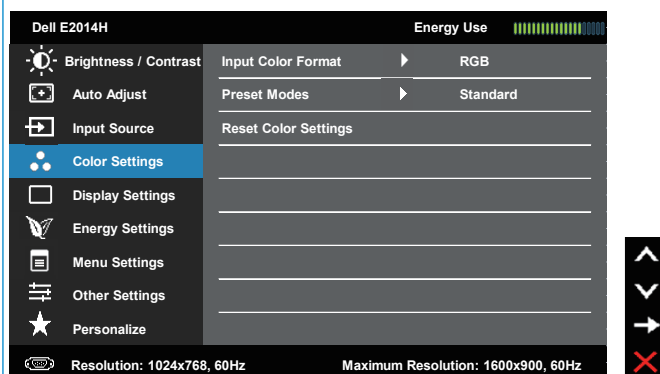 Dell E2014H Energy Use
Brightness / Contrast Input Color Format RGB
Auto Adjust Preset Modes Standard
Input Source Reset Color Settings
Color Settings
Display Settings
Energy Settings
Menu Settings
Other Settings
Personalize
Resolution: 1024x768, 60Hz Maximum Resolution: 1600x900, 60Hz